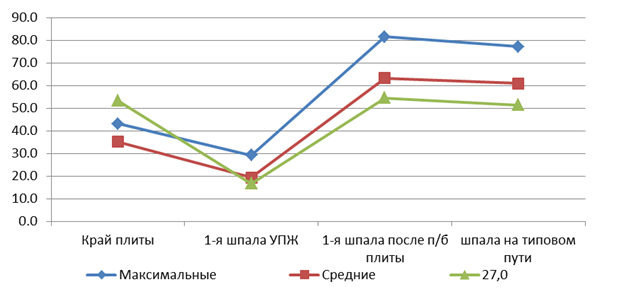 90.0
80.0
70.0
60.0
50.0
40.0
30.0
20.0
10.0
0.0
Край плиты
1-я шпала УПЖ
1-я шпала после п/б
плиты
шпала на типовом
пути
Максимальные
Средние
27,0